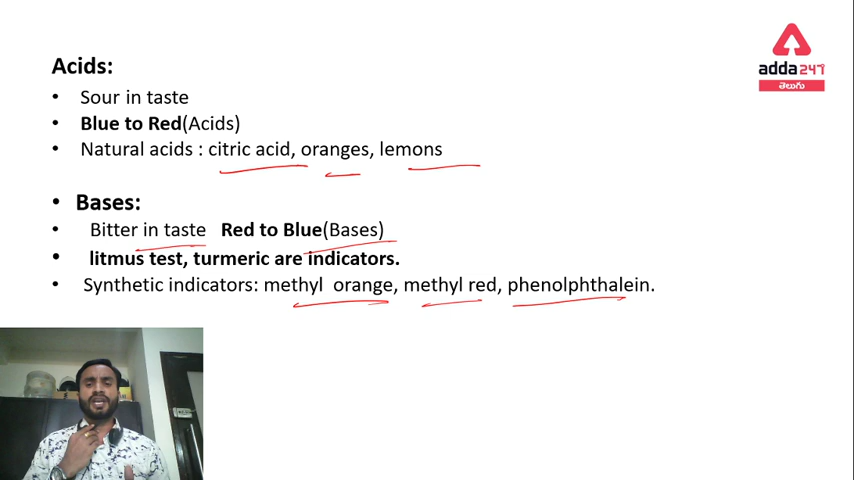 Acids:
adda247
తెలుగు
• Sour in taste
• Blue to Red(Acids)
• Natural acids : citric acid, oranges, lemons
• Bases:
• Bitter in taste Red to Blue(Bases)
• litmus test, turmeric are indicators.
• Synthetic indicators: methyl orange, methyl red, phenolphthalein.